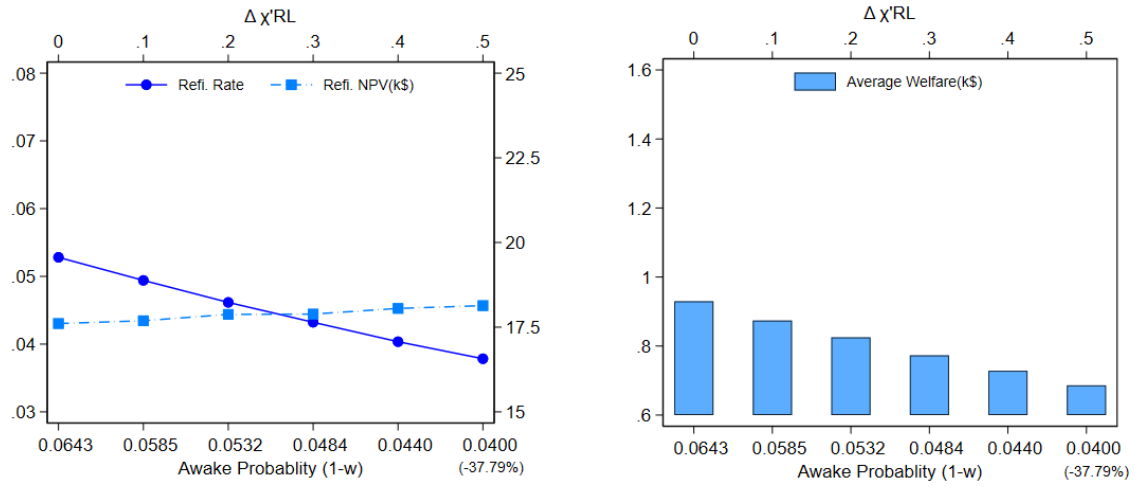 Δ χ'RL
0 .1 .2 .3 .4 .5
.08 25
Refi. Rate Refi. NPV(k$)
.07
22.5
.06
20
.05
17.5
.04
.03 15
0.0643 0.0585 0.0532 0.0484 0.0440 0.0400
Awake Probablity (1-w) (-37.79%)
Δ χ'RL
0 .1 .2 .3 .4 .5
1.6
Average Welfare(k$)
1.4
1.2
1
.8
.6
0.0643 0.0585 0.0532 0.0484 0.0440 0.0400
Awake Probablity (1-w) (-37.79%)